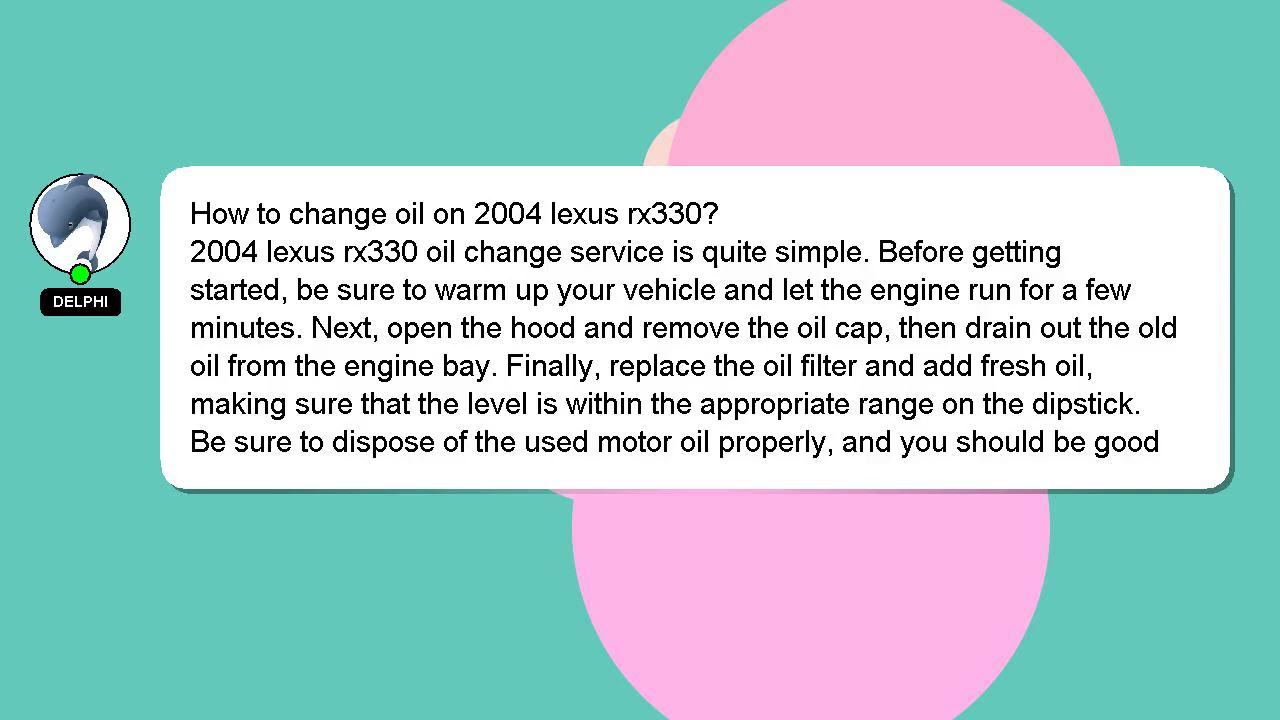 How to change oil on 2004 lexus rx330?
2004 lexus rx330 oil change service is quite simple. Before getting
started, be sure to warm up your vehicle and let the engine run for a few
minutes. Next, open the hood and remove the oil cap, then drain out the old
oil from the engine bay. Finally, replace the oil filter and add fresh oil,
making sure that the level is within the appropriate range on the dipstick.
Be sure to dispose of the used motor oil properly, and you should be good
DELPHI